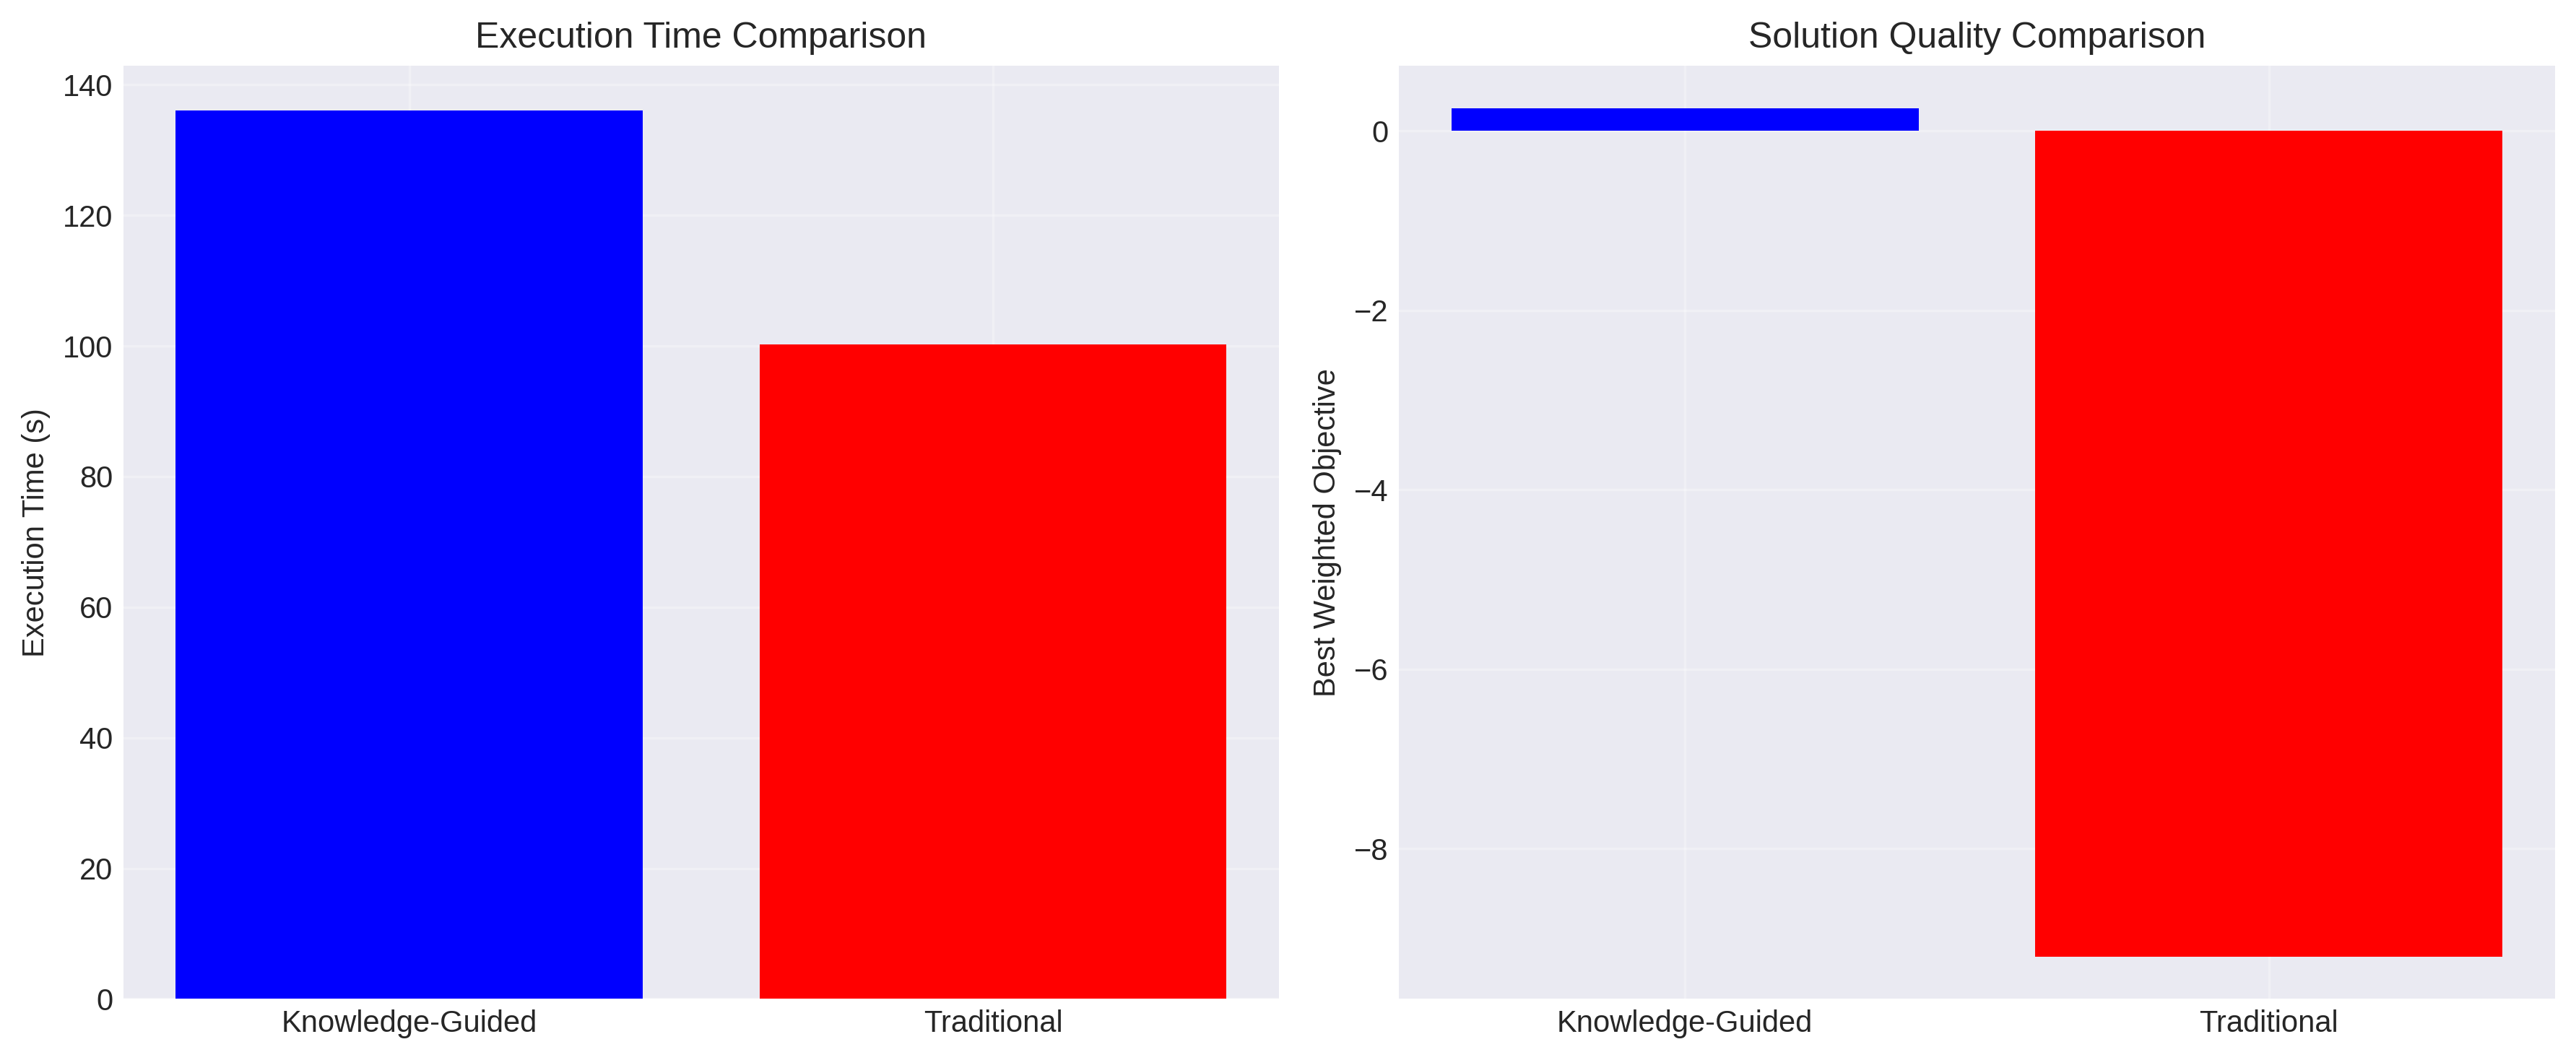 Execution Time Comparison
Execution Time (s)
140
120
100
80
60
40
20
0
Knowledge-Guided
Traditional
Solution Quality Comparison
Best Weighted Objective
0
−2
−4
−6
−8
Knowledge-Guided
Traditional